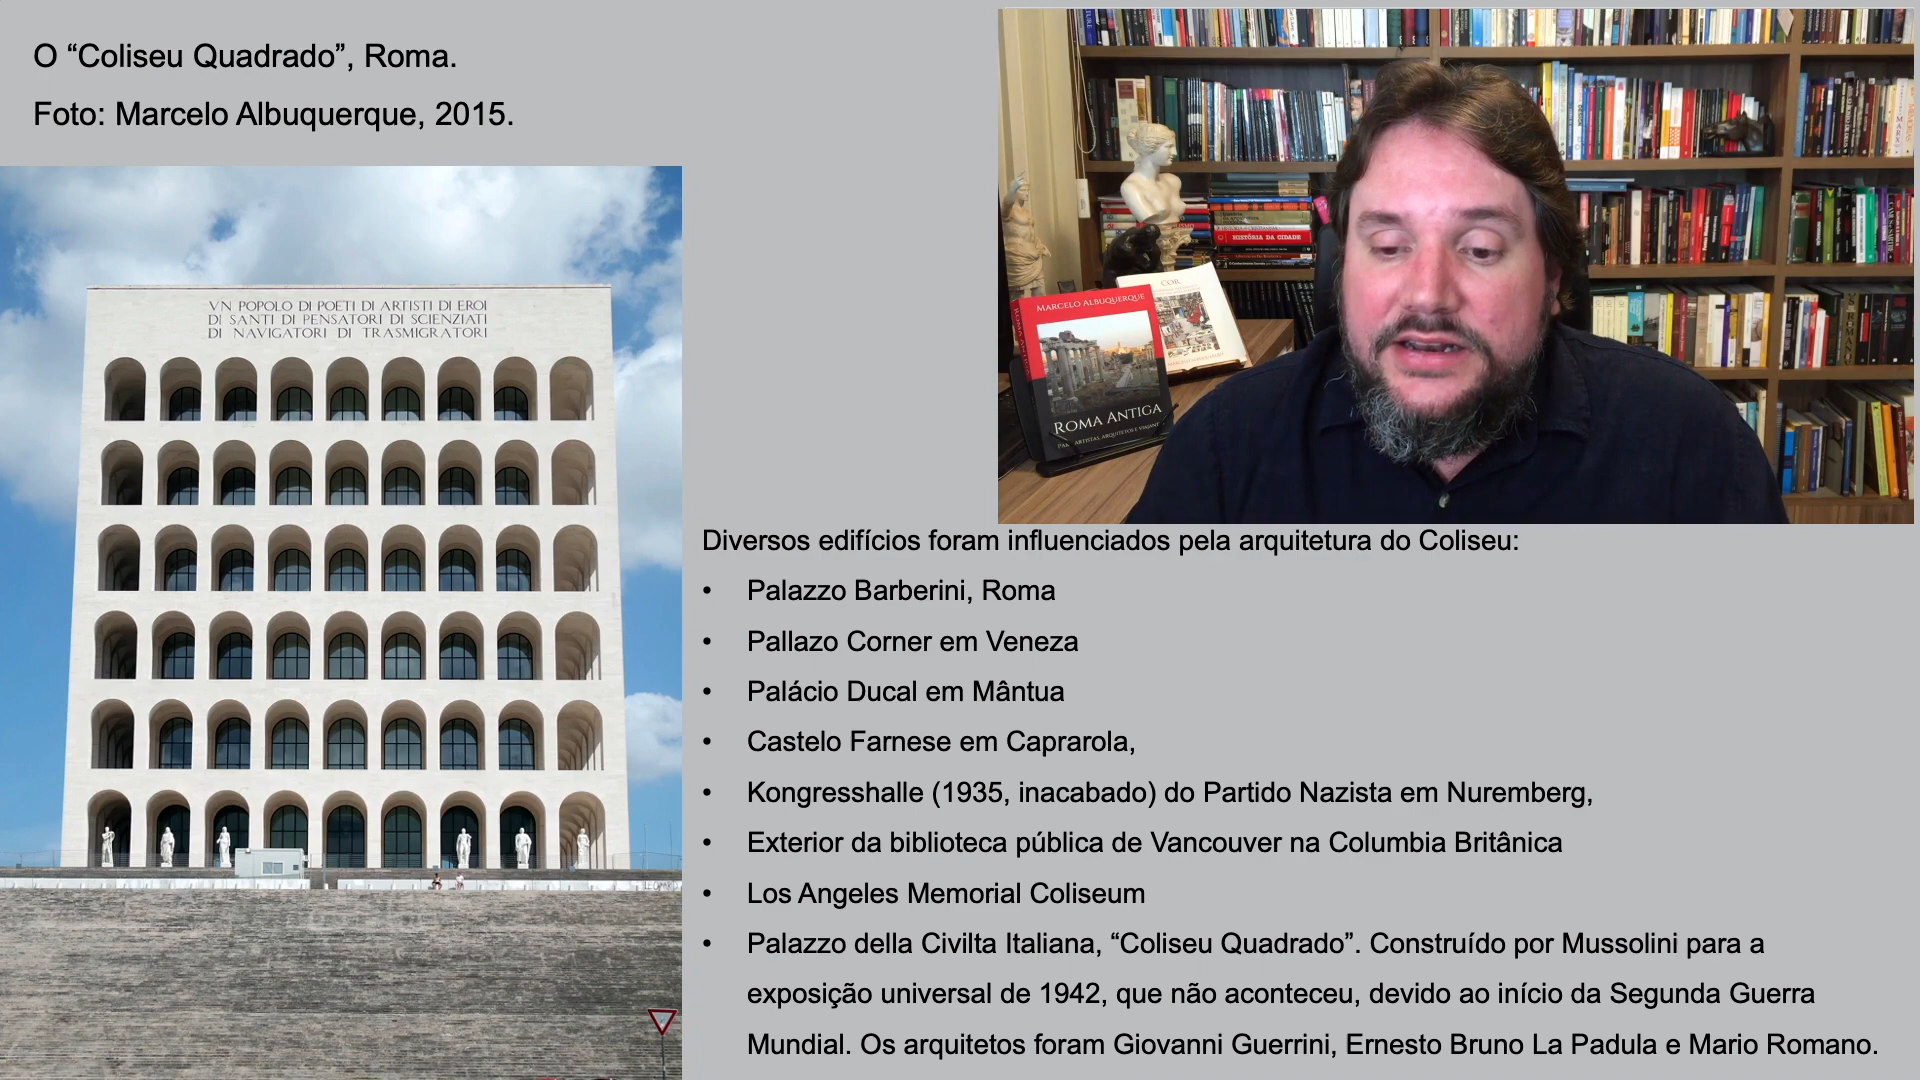 O “Coliseu Quadrado”, Roma.
Foto: Marcelo Albuquerque, 2015.
VN POPOLO DI POETI DI ARTISTI DI EROI
DI SANTI DI PENSATORI DI SCIENZIATI
DI NAVIGATORI DI TRASMIGRATORI
HISTÓRIA DA CIDADE
MARCELO ALBUQUERQUE
ROMA ANTIGA
COR
Diversos edifícios foram influenciados pela arquitetura do Coliseu:
• Palazzo Barberini, Roma
• Pallazo Corner em Veneza
• Palácio Ducal em Mântua
• Castelo Farnese em Caprarola,
• Kongresshalle (1935, inacabado) do Partido Nazista em Nuremberg,
• Exterior da biblioteca pública de Vancouver na Columbia Britânica
• Los Angeles Memorial Coliseum
• Palazzo della Civilta Italiana, “Coliseu Quadrado”. Construído por Mussolini para a
exposição universal de 1942, que não aconteceu, devido ao início da Segunda Guerra
Mundial. Os arquitetos foram Giovanni Guerrini, Ernesto Bruno La Padula e Mario Romano.